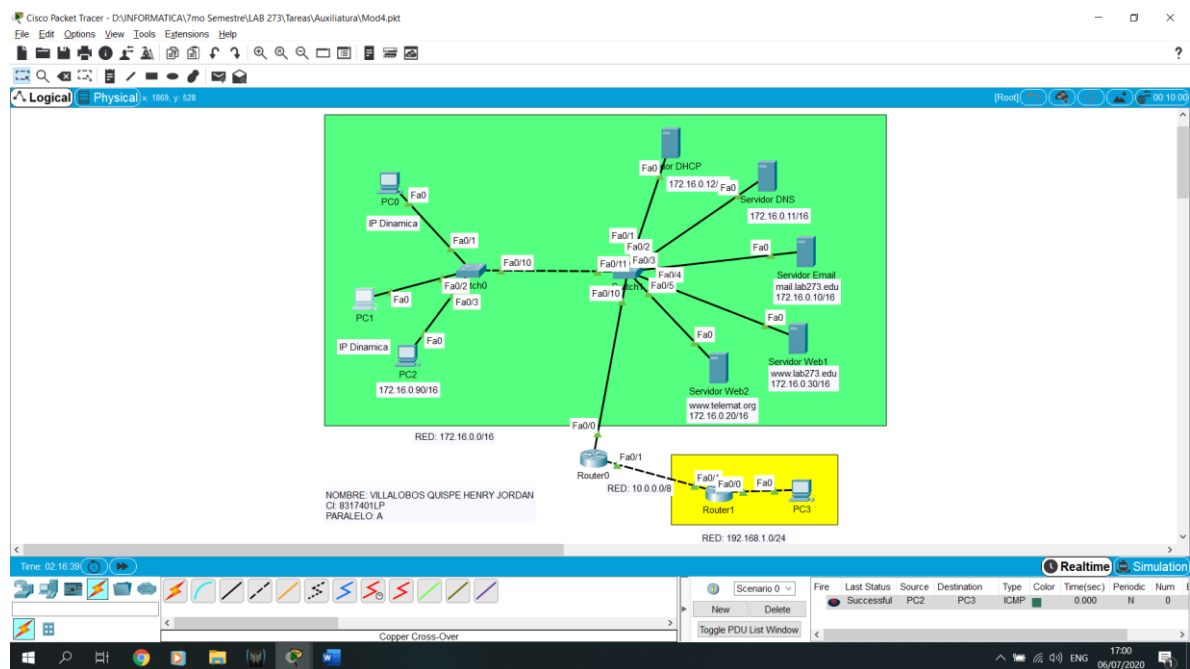 Cisco Packet Tracer - D:\INFORMATICA\7mo Semestre\LAB 273\Tareas\Auxiliatura\Mod4.pkt
File Edit Options View Tools Extensions Help
?
Logical Physical x: 1869, y: 528 [Root] 00:10:00
Fa0 or DHCP
172.16.0.12/
Fa0
Servidor DNS
172.16.0.11/16
PC0 Fa0
IP Dinamica
Fa0/1
Fa0/10
Fa0/2 tch0
Fa0/3
Fa0
PC1
IP Dinamica
Fa0
PC2
172.16.0.90/16
Fa0/1
Fa0/2
Fa0/11 Fa0/3
Fa0/4
Fa0/5
Fa0/10
Fa0
Servidor Email
mail.lab273.edu
172.16.0.10/16
Fa0
Servidor Web1
www.lab273.edu
172.16.0.30/16
Fa0
Servidor Web2
www.telemat.org
172.16.0.20/16
Fa0/0
RED: 172.16.0.0/16
Fa0/1
Router0
RED: 10.0.0.0/8
Fa0/0 Fa0
Router1 PC3
RED: 192.168.1.0/24
NOMBRE: VILLALOBOS QUISPE HENRY JORDAN
CI: 8317401LP
PARALELO: A
Time: 02:16:39
Realtime Simulation
Scenario 0
New Delete
Toggle PDU List Window
Fire Last Status Source Destination Type Color Time(sec) Periodic Num
Successful PC2 PC3 ICMP 0.000 N 0
Copper Cross-Over
ENG
17:00
06/07/2020